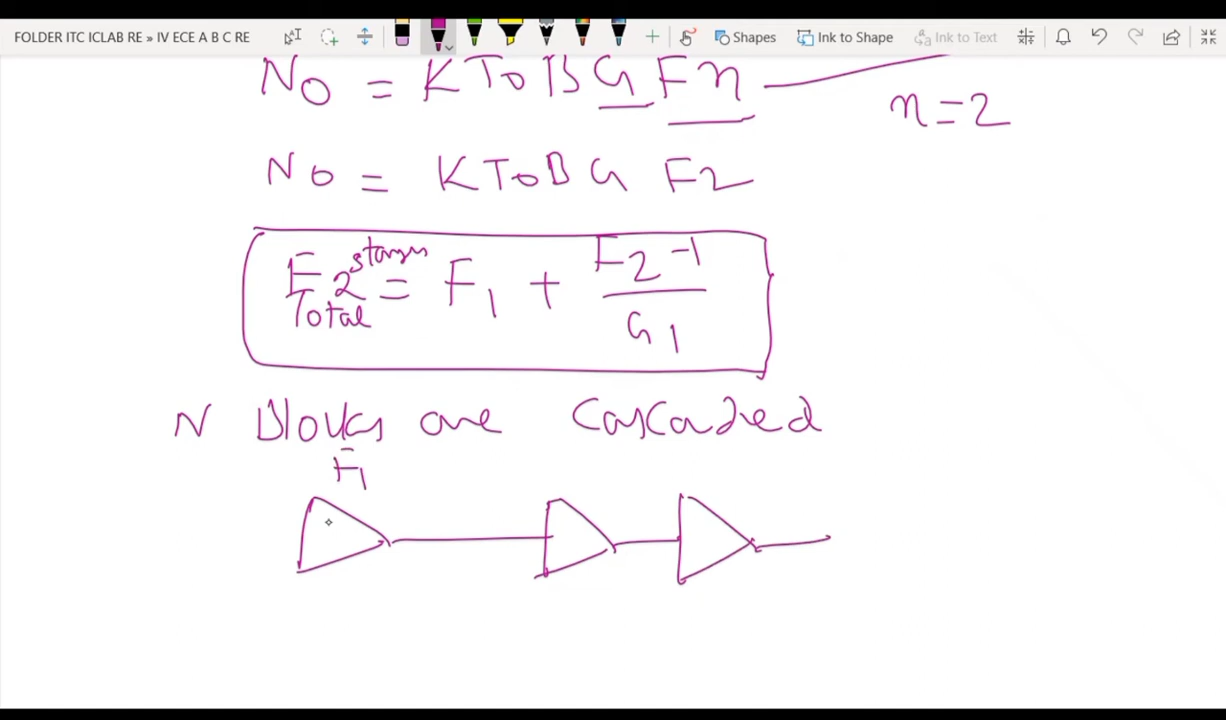 FOLDER ITC ICLAB RE » IV ECE A B C RE Shapes Ink to Shape Ink to Text
No = KToBG Fn
n=2
No = KToBG F2
F2 stages Total = F1 + F2-1 / G1
N Blocks are Cascaded
F1